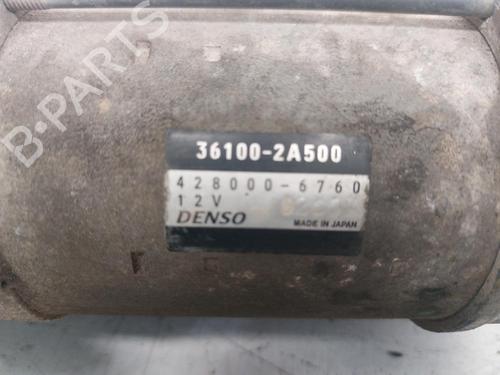 B-PARTS
36100-2A500
428000-6760
12V
DENSO
MADE IN JAPAN